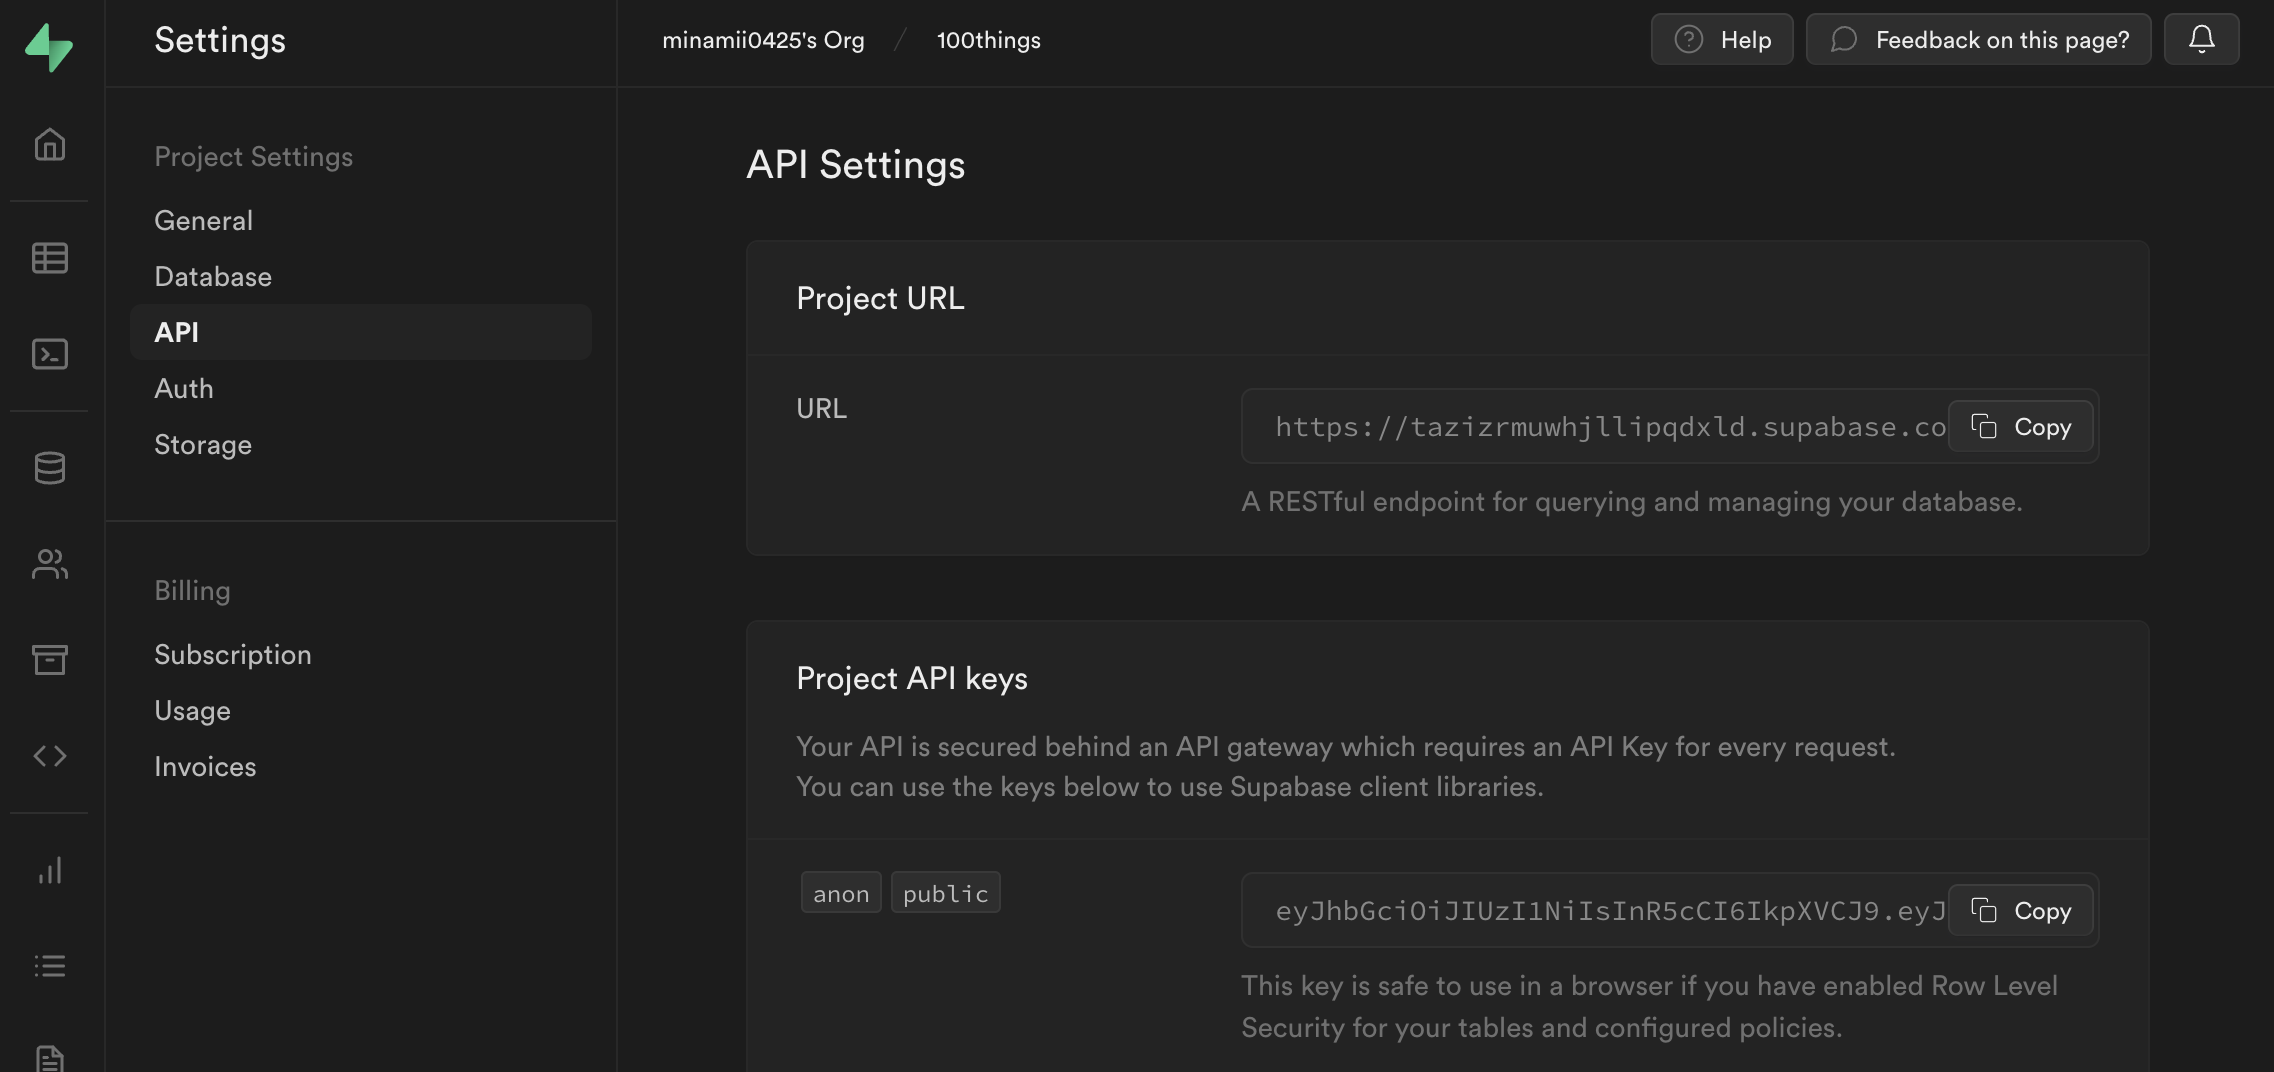 Settings
minamii0425's Org / 100things
Help
Feedback on this page?
Project Settings
General
Database
API
Auth
Storage
Billing
Subscription
Usage
Invoices
API Settings
Project URL
URL
https://tazizrmuwhjllipqdxld.supabase.co
Copy
A RESTful endpoint for querying and managing your database.
Project API keys
Your API is secured behind an API gateway which requires an API Key for every request.
You can use the keys below to use Supabase client libraries.
anon public
eyJhbGciOiJIUzI1NiIsInR5cCI6IkpXVCJ9.eyJ
Copy
This key is safe to use in a browser if you have enabled Row Level
Security for your tables and configured policies.